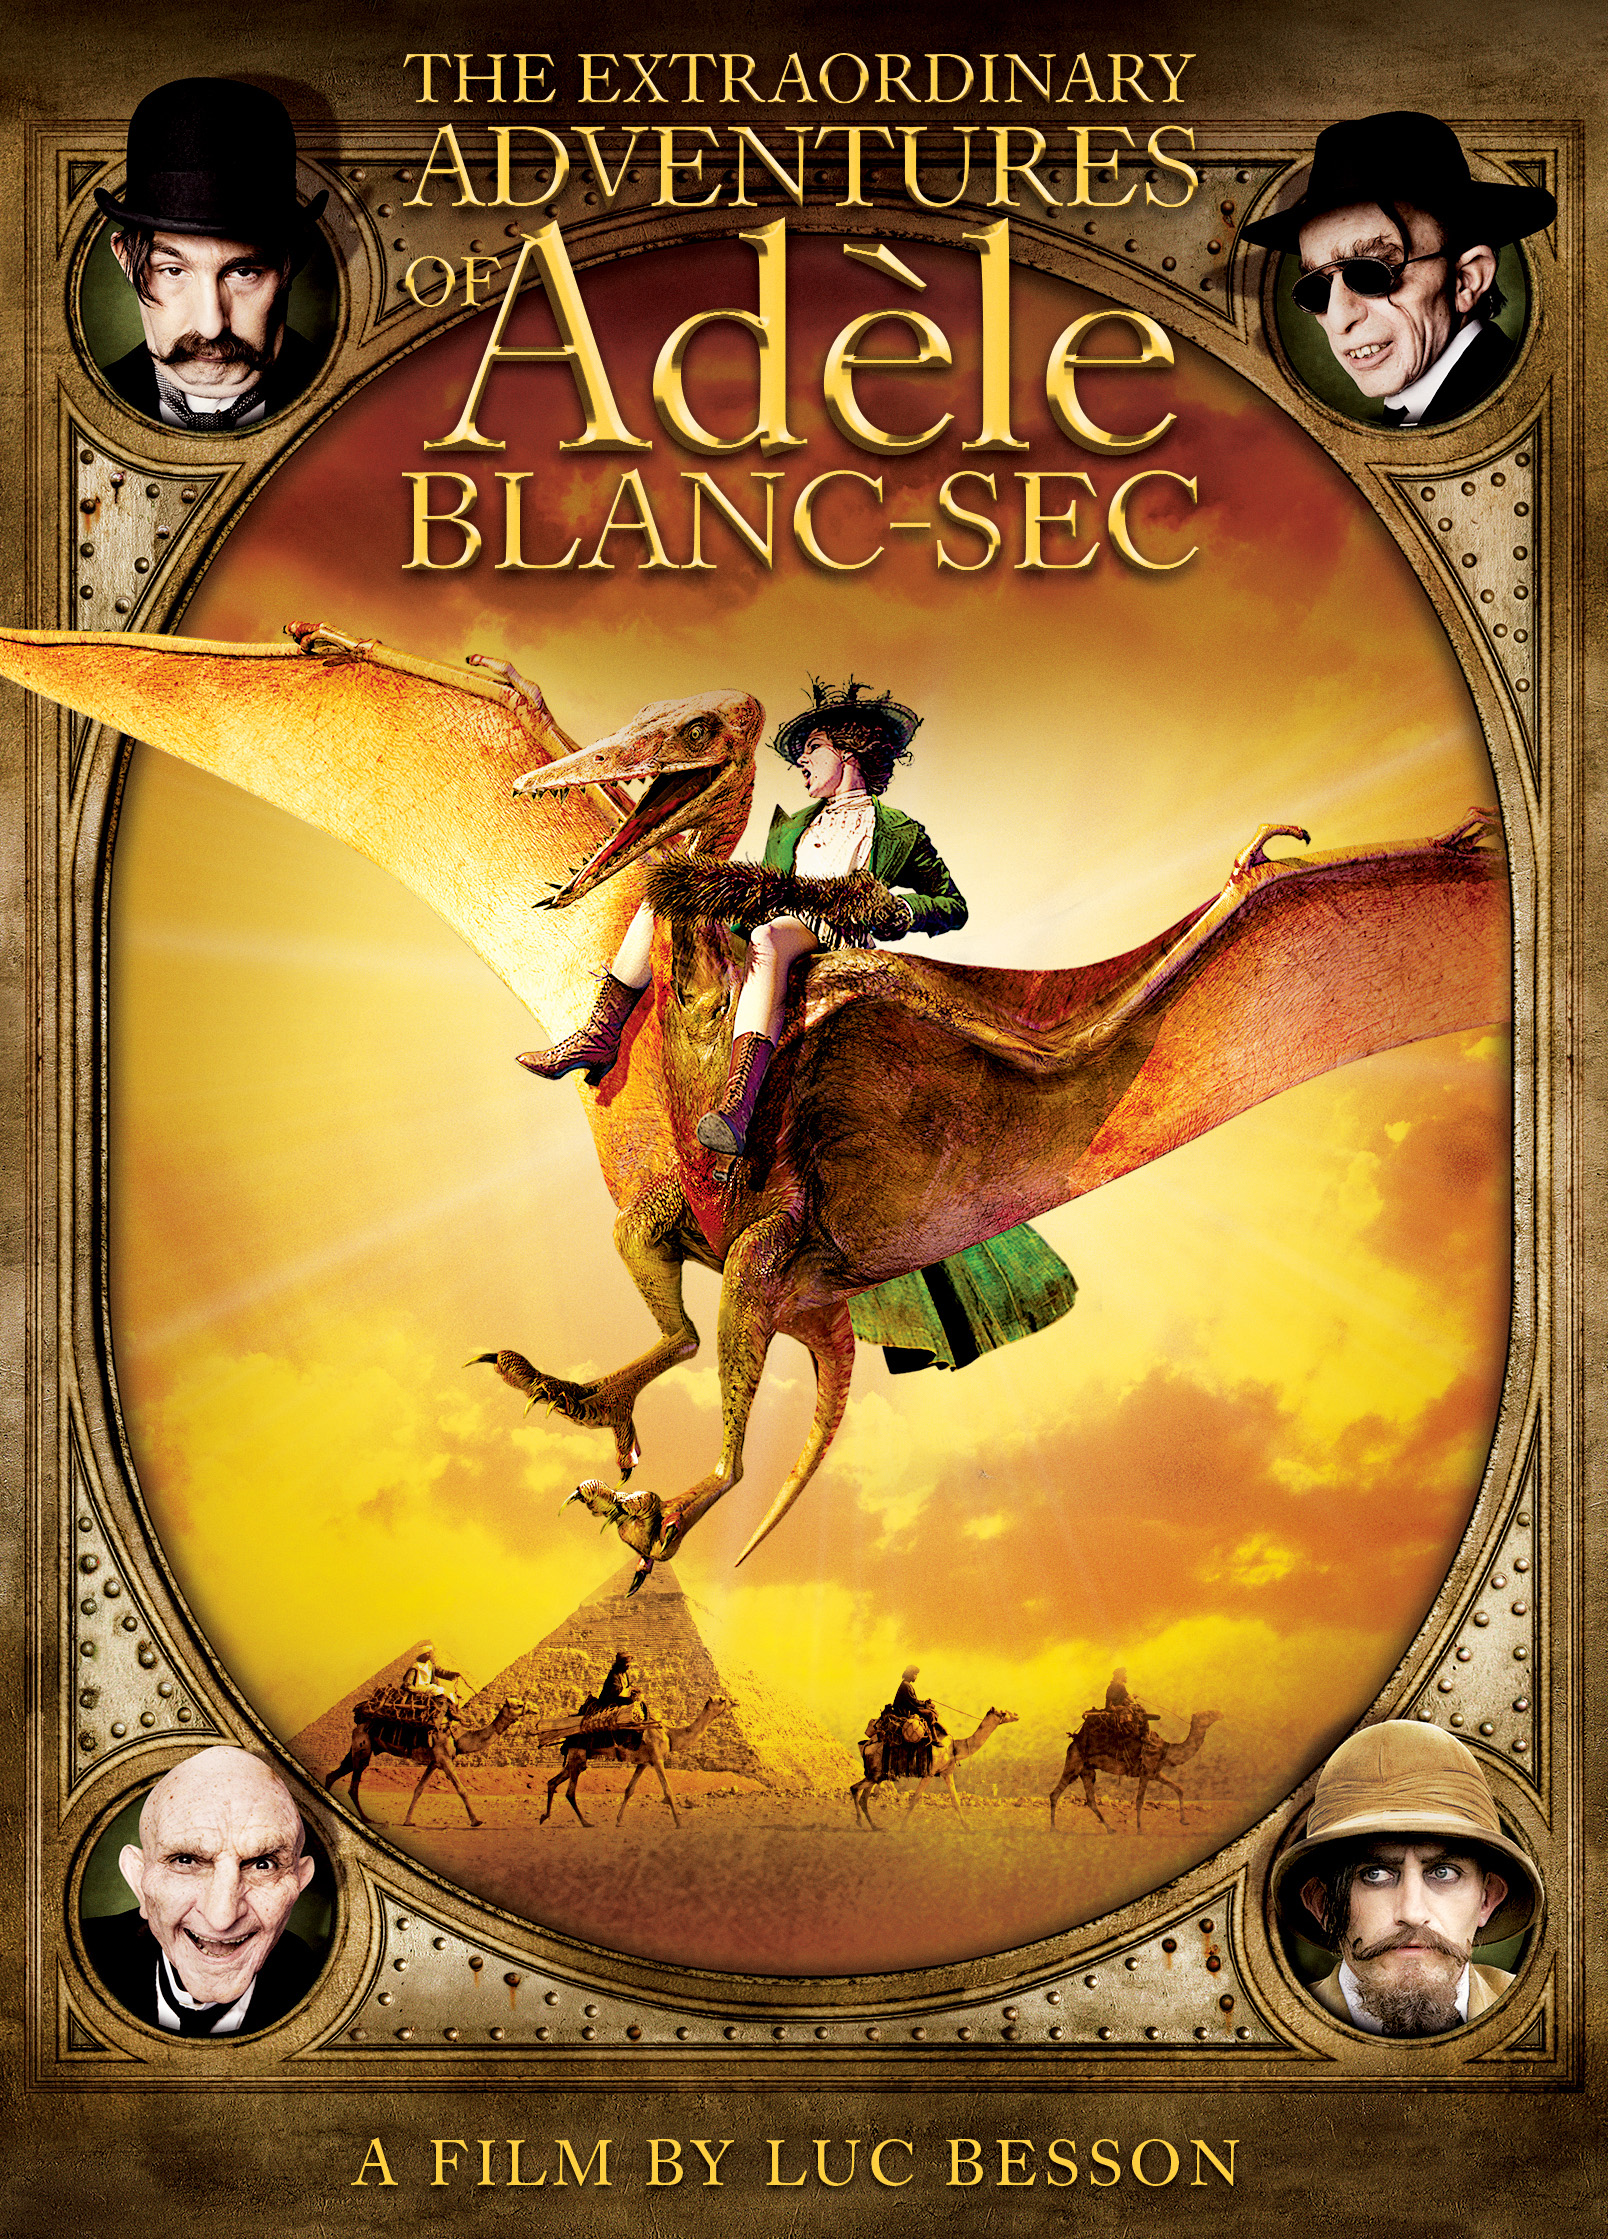 THE EXTRAORDINARY
ADVENTURES
OF Adèle
BLANC-SEC
A FILM BY LUC BESSON